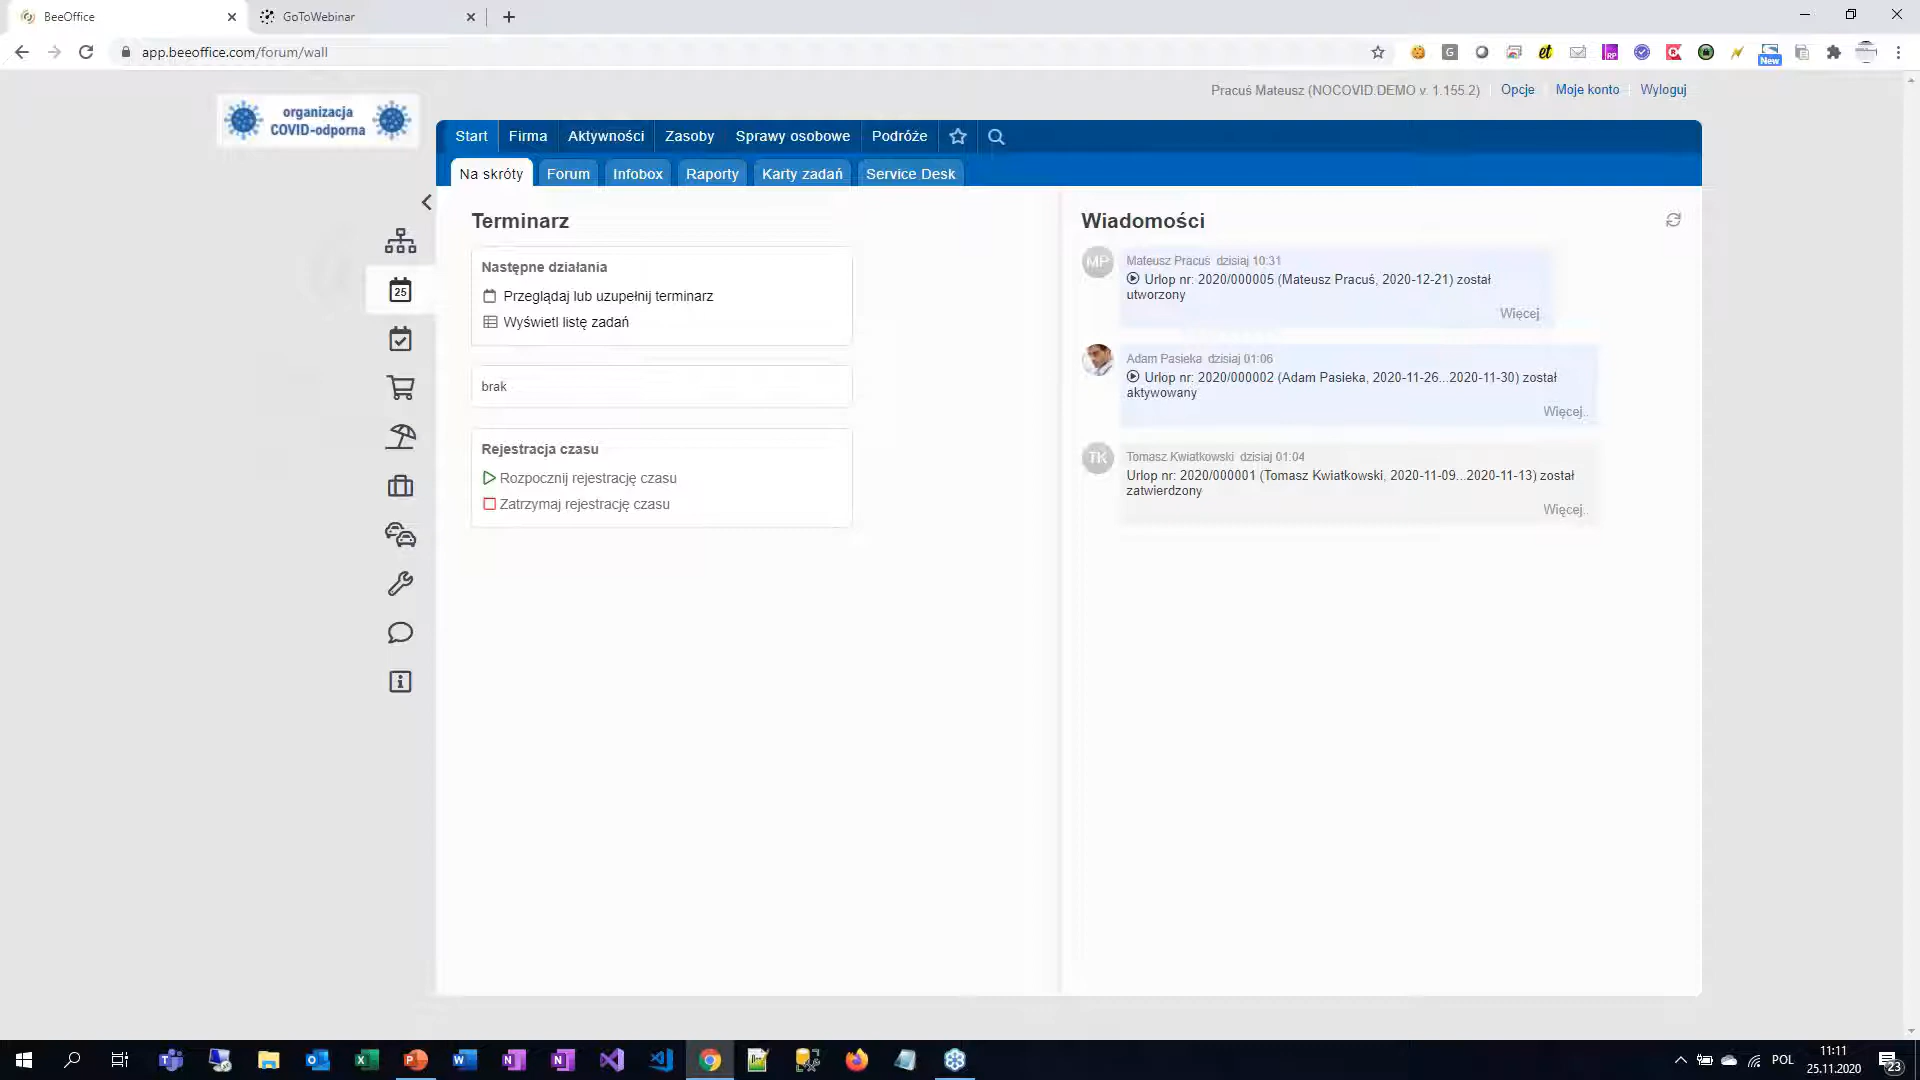 BeeOffice
GoToWebinar
app.beeoffice.com/forum/wall
New
Pracuś Mateusz (NOCOVID.DEMO v. 1.155.2)
Opcje
Moje konto
Wyloguj
organizacja
COVID-odporna
Start
Firma
Aktywności
Zasoby
Sprawy osobowe
Podróże
Na skróty
Forum
Infobox
Raporty
Karty zadań
Service Desk
25
Terminarz
Następne działania
Przeglądaj lub uzupełnij terminarz
Wyświetl listę zadań
brak
Rejestracja czasu
Rozpocznij rejestrację czasu
Zatrzymaj rejestrację czasu
Wiadomości
MP
Mateusz Pracuś dzisiaj 10:31
Urlop nr: 2020/000005 (Mateusz Pracuś, 2020-12-21) został
utworzony
Więcej..
Adam Pasieka dzisiaj 01:06
Urlop nr: 2020/000002 (Adam Pasieka, 2020-11-26...2020-11-30) został
aktywowany
Więcej..
TK
Tomasz Kwiatkowski dzisiaj 01:04
Urlop nr: 2020/000001 (Tomasz Kwiatkowski, 2020-11-09...2020-11-13) został
zatwierdzony
Więcej..
POL
11:11
25.11.2020
23